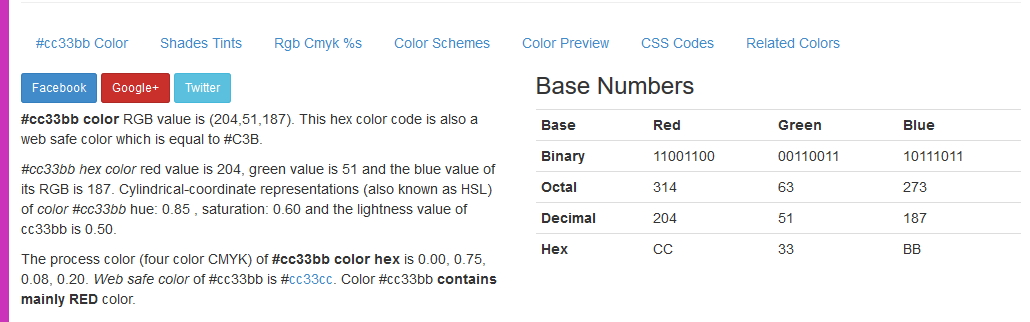 #cc33bb Color Shades Tints Rgb Cmyk %s Color Schemes Color Preview CSS Codes Related Colors
Facebook Google+ Twitter
#cc33bb color RGB value is (204,51,187). This hex color code is also a
web safe color which is equal to #C3B.
#cc33bb hex color red value is 204, green value is 51 and the blue value of
its RGB is 187. Cylindrical-coordinate representations (also known as HSL)
of color #cc33bb hue: 0.85 , saturation: 0.60 and the lightness value of
cc33bb is 0.50.
The process color (four color CMYK) of #cc33bb color hex is 0.00, 0.75,
0.08, 0.20. Web safe color of #cc33bb is #cc33cc. Color #cc33bb contains
mainly RED color.
Base Numbers
Base Red Green Blue
Binary 11001100 00110011 10111011
Octal 314 63 273
Decimal 204 51 187
Hex CC 33 BB